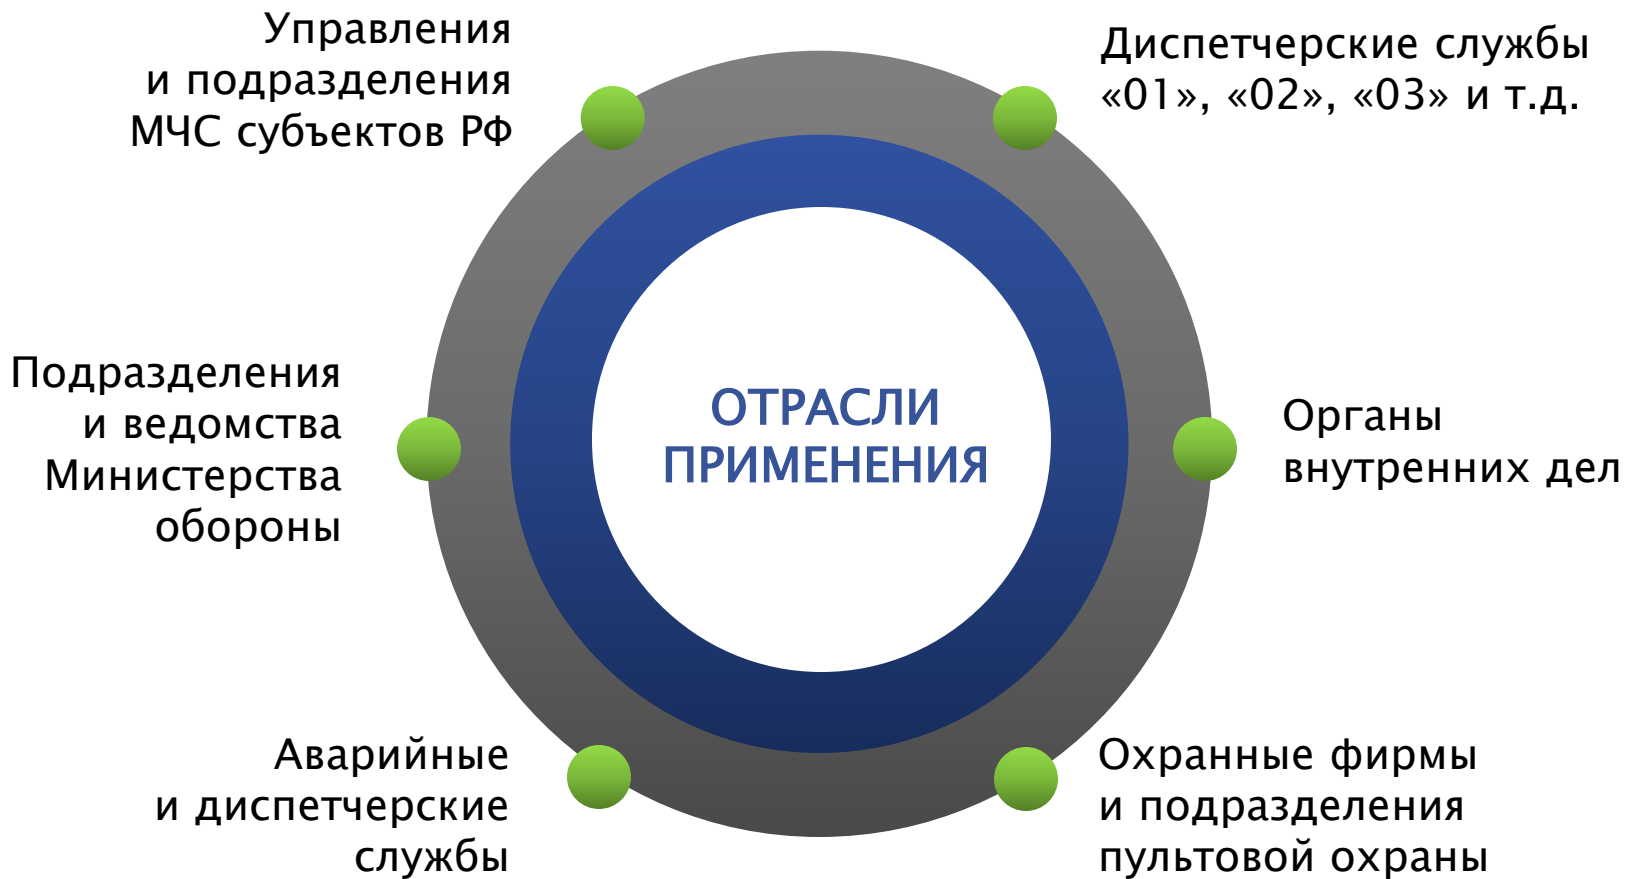 Управления
и подразделения
МЧС субъектов РФ
Диспетчерские службы
«01», «02», «03» и т.д.
Подразделения
и ведомства
Министерства
обороны
ОТРАСЛИ
ПРИМЕНЕНИЯ
Органы
внутренних дел
Аварийные
и диспетчерские
службы
Охранные фирмы
и подразделения
пультовой охраны